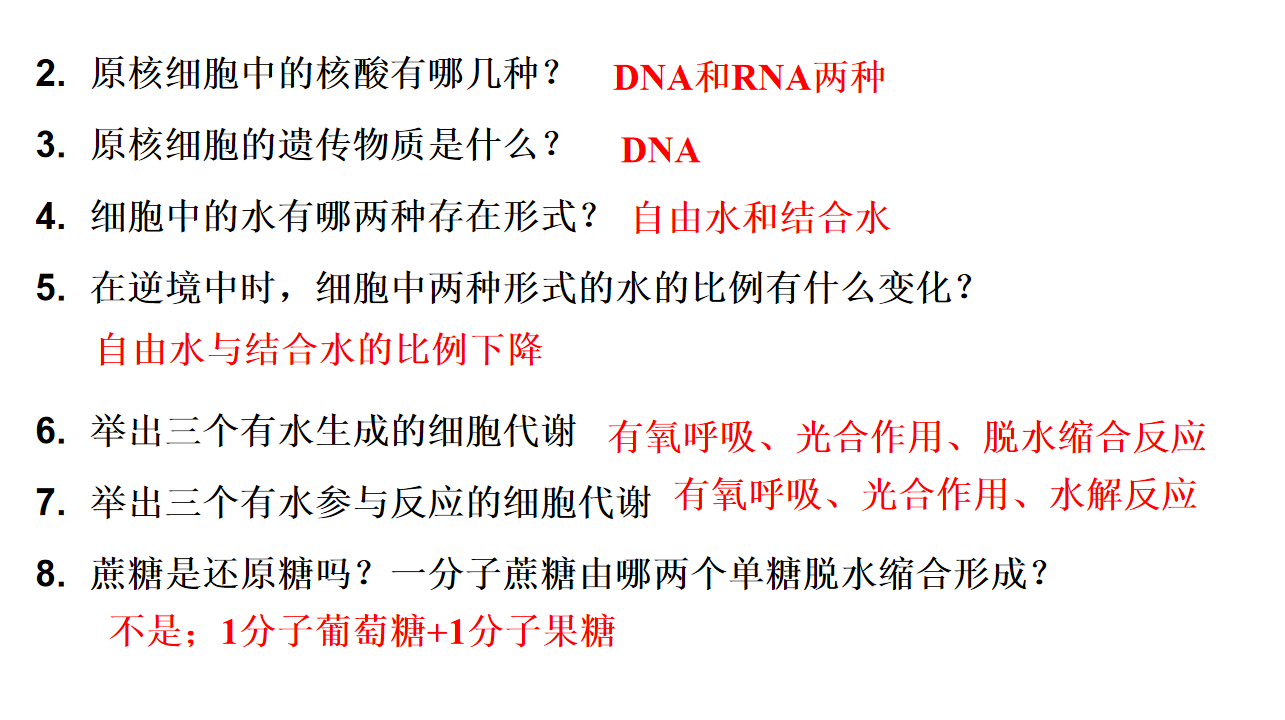 2. 原核细胞中的核酸有哪几种？ DNA和RNA两种
3. 原核细胞的遗传物质是什么？ DNA
4. 细胞中的水有哪两种存在形式？ 自由水和结合水
5. 在逆境中时，细胞中两种形式的水的比例有什么变化？
自由水与结合水的比例下降
6. 举出三个有水生成的细胞代谢 有氧呼吸、光合作用、脱水缩合反应
7. 举出三个有水参与反应的细胞代谢 有氧呼吸、光合作用、水解反应
8. 蔗糖是还原糖吗？一分子蔗糖由哪两个单糖脱水缩合形成？
不是；1分子葡萄糖+1分子果糖